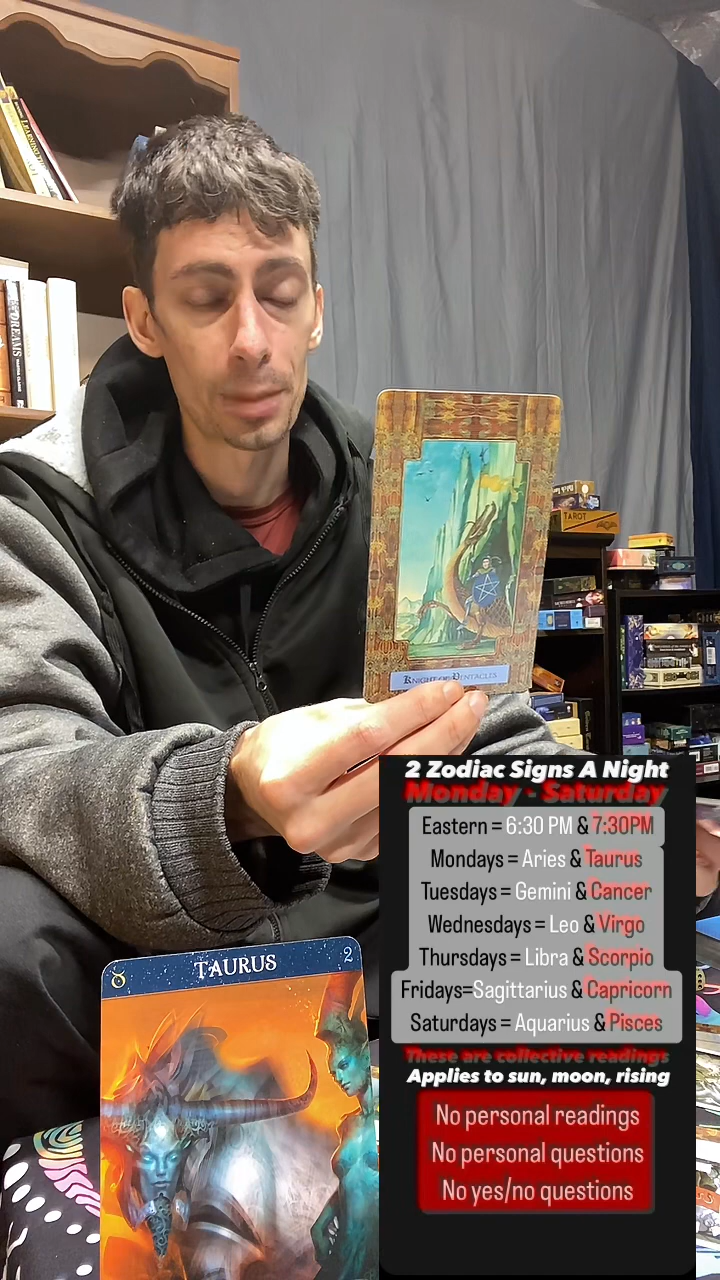 LEARNING
DREAMS
TAROT
KNIGHT OF PENTACLES
2 Zodiac Signs A Night
Monday - Saturday
Eastern = 6:30 PM & 7:30PM
Mondays = Aries & Taurus
Tuesdays = Gemini & Cancer
Wednesdays = Leo & Virgo
Thursdays = Libra & Scorpio
Fridays=Sagittarius & Capricorn
Saturdays = Aquarius & Pisces
These are collective readings
Applies to sun, moon, rising
No personal readings
No personal questions
No yes/no questions
TAURUS 2